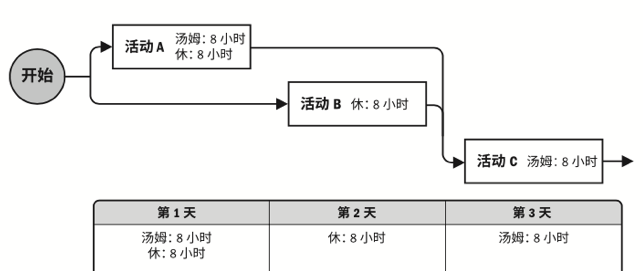 活动 A
汤姆：8 小时
休：8 小时
开始
活动 B 休：8 小时
活动 C 汤姆：8 小时
第 1 天 第 2 天 第 3 天
汤姆：8 小时 休：8 小时 汤姆：8 小时
休：8 小时